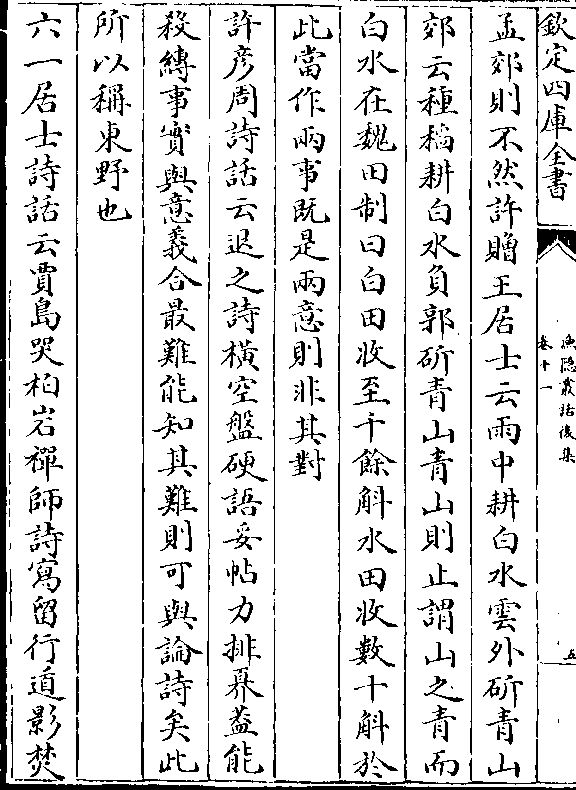 欽定四庫全書
漁隱叢話後集
卷十一
五
孟郊則不然許贈王居士云雨中耕白水雲外斫青山
郊云種稻耕白水負郭斫青山青山則止謂山之青而
白水在魏田制曰白田收至千餘斛水田收數十斛於
此當作兩事既是兩意則非其對
許彦周詩話云退之詩橫空盤硬語妥帖力排奡葢能
殺縛事實與意義合最難能知其難則可與論詩矣此
所以稱東野也
六一居士詩話云賈島哭栢岩禪師詩寫留行道影焚